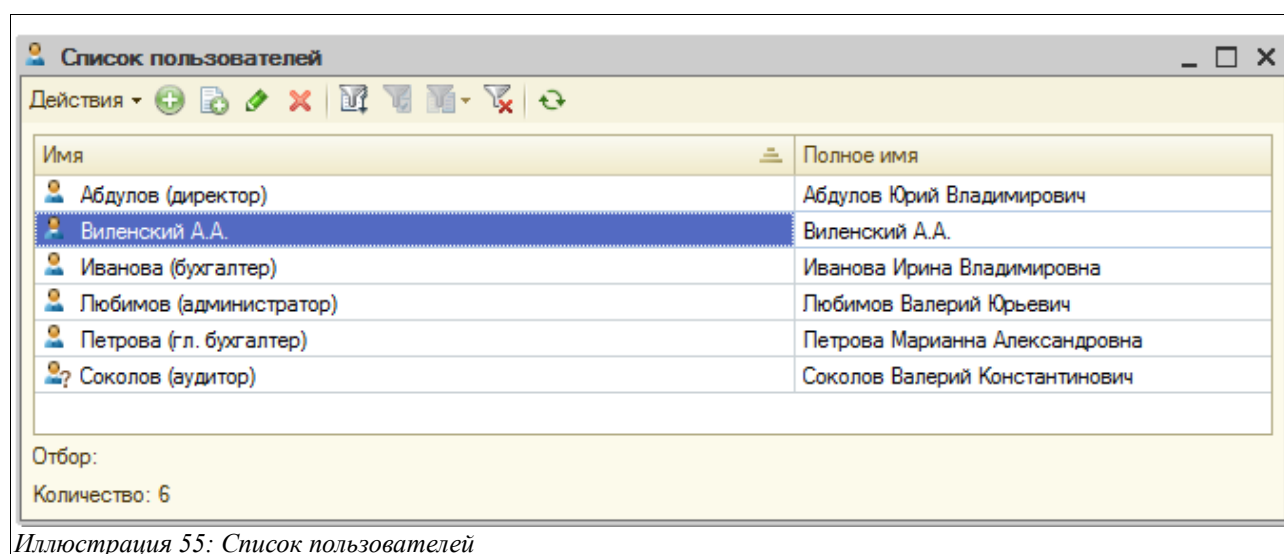 Список пользователей
Действия
Имя Полное имя
Абдулов (директор) Абдулов Юрий Владимирович
Виленский А.А. Виленский А.А.
Иванова (бухгалтер) Иванова Ирина Владимировна
Любимов (администратор) Любимов Валерий Юрьевич
Петрова (гл. бухгалтер) Петрова Марианна Александровна
Соколов (аудитор) Соколов Валерий Константинович
Отбор:
Количество: 6
Иллюстрация 55: Список пользователей